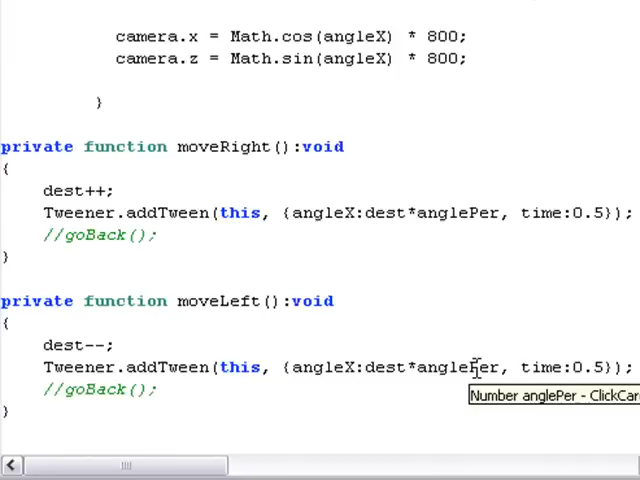 camera.x = Math.cos(angleX) * 800;
camera.z = Math.sin(angleX) * 800;
}
private function moveRight():void
{
dest++;
Tweener.addTween(this, {angleX:dest*anglePer, time:0.5});
//goBack();
}
private function moveLeft():void
{
dest--;
Tweener.addTween(this, {angleX:dest*anglePer, time:0.5});
//goBack();
Number anglePer - ClickCar
}